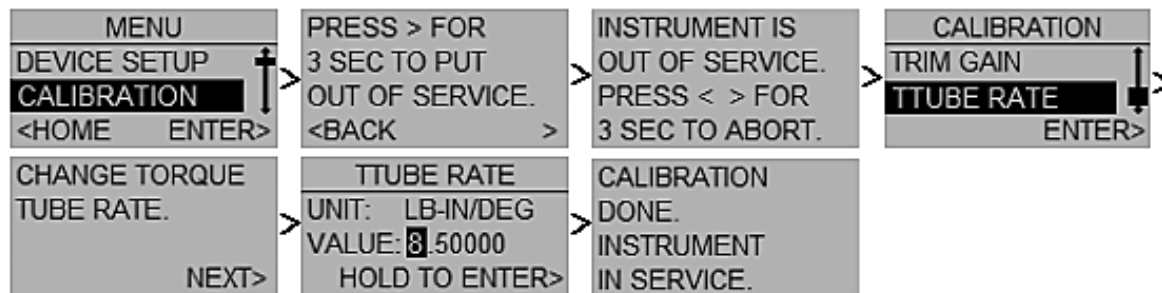 MENU
DEVICE SETUP
CALIBRATION
<HOME ENTER>
>
PRESS > FOR
3 SEC TO PUT
OUT OF SERVICE.
<BACK >
>
INSTRUMENT IS
OUT OF SERVICE.
PRESS < > FOR
3 SEC TO ABORT.
>
CALIBRATION
TRIM GAIN
TTUBE RATE
ENTER>
>
CHANGE TORQUE
TUBE RATE.
NEXT>
>
TTUBE RATE
UNIT: LB-IN/DEG
VALUE: 8.50000
HOLD TO ENTER>
>
CALIBRATION
DONE.
INSTRUMENT
IN SERVICE.